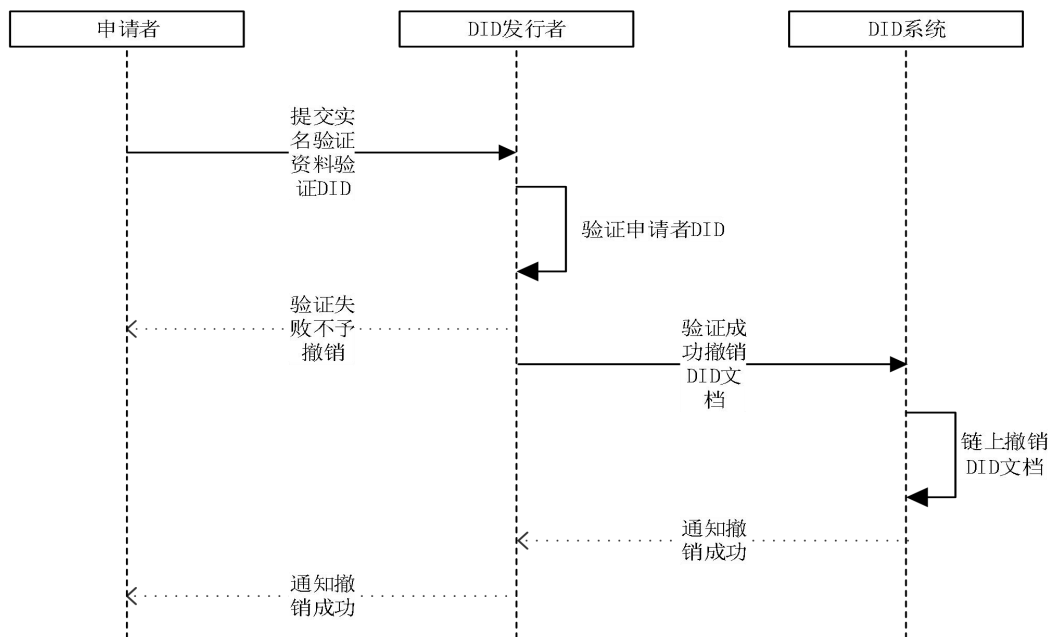 申请者
DID发行者
DID系统
提交实
名验证
资料验
证DID
验证申请者DID
验证失
败不予
撤销
验证成
功撤销
DID文
档
链上撤销
DID文档
通知撤
销成功
通知撤
销成功